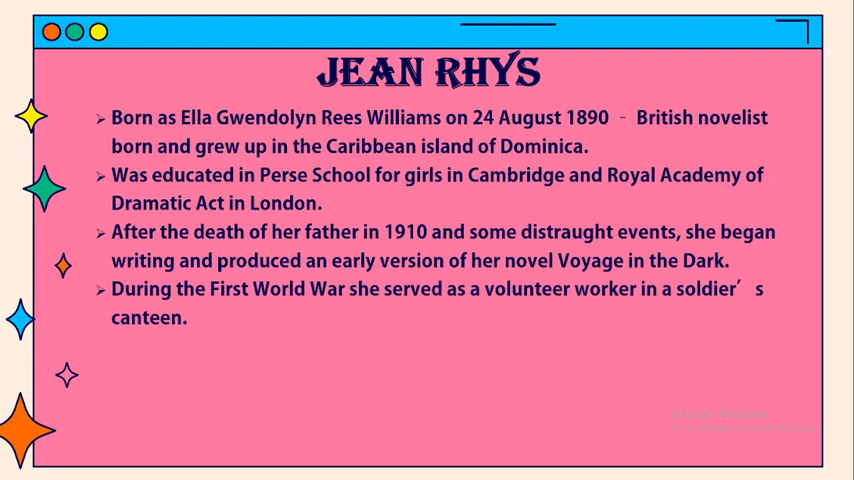 JEAN RHYS
➢ Born as Ella Gwendolyn Rees Williams on 24 August 1890 - British novelist
born and grew up in the Caribbean island of Dominica.
➢ Was educated in Perse School for girls in Cambridge and Royal Academy of
Dramatic Act in London.
➢ After the death of her father in 1910 and some distraught events, she began
writing and produced an early version of her novel Voyage in the Dark.
➢ During the First World War she served as a volunteer worker in a soldier’ s
canteen.
Activate Windows